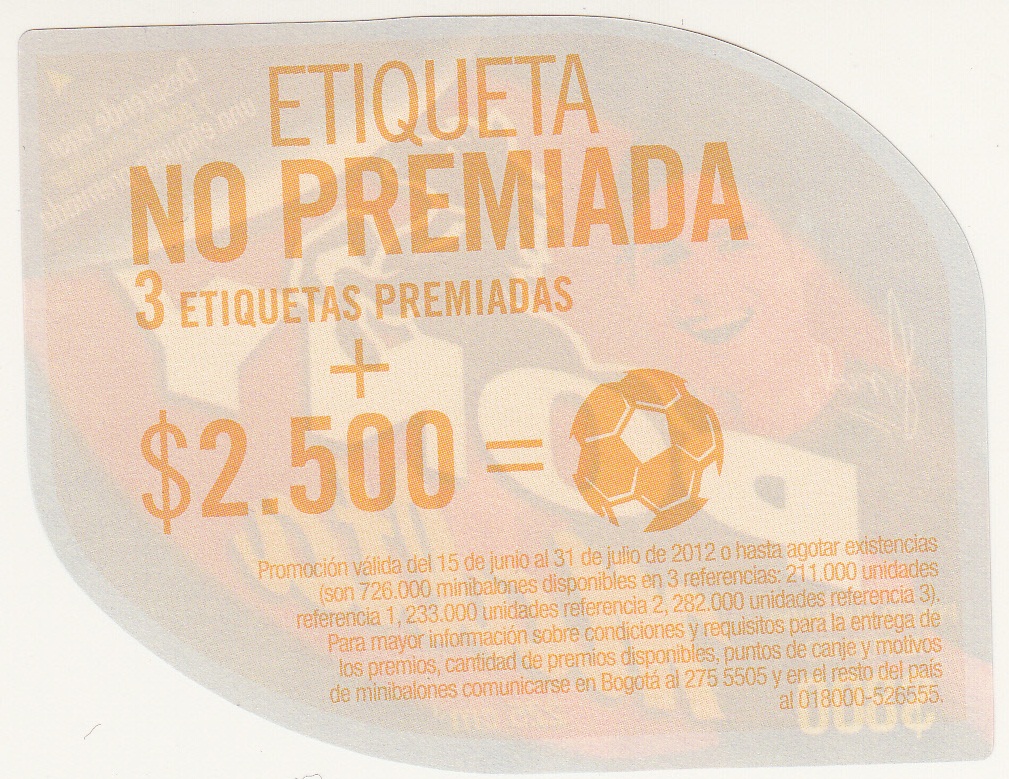 ETIQUETA
NO PREMIADA
3 ETIQUETAS PREMIADAS
+
$2.500 =
Promoción válida del 15 de junio al 31 de julio de 2012 o hasta agotar existencias
(son 726.000 minibalones disponibles en 3 referencias: 211.000 unidades
referencia 1, 233.000 unidades referencia 2, 282.000 unidades referencia 3).
Para mayor información sobre condiciones y requisitos para la entrega de
los premios, cantidad de premios disponibles, puntos de canje y motivos
de minibalones comunicarse en Bogotá al 275 5505 y en el resto del país
al 018000-526555.